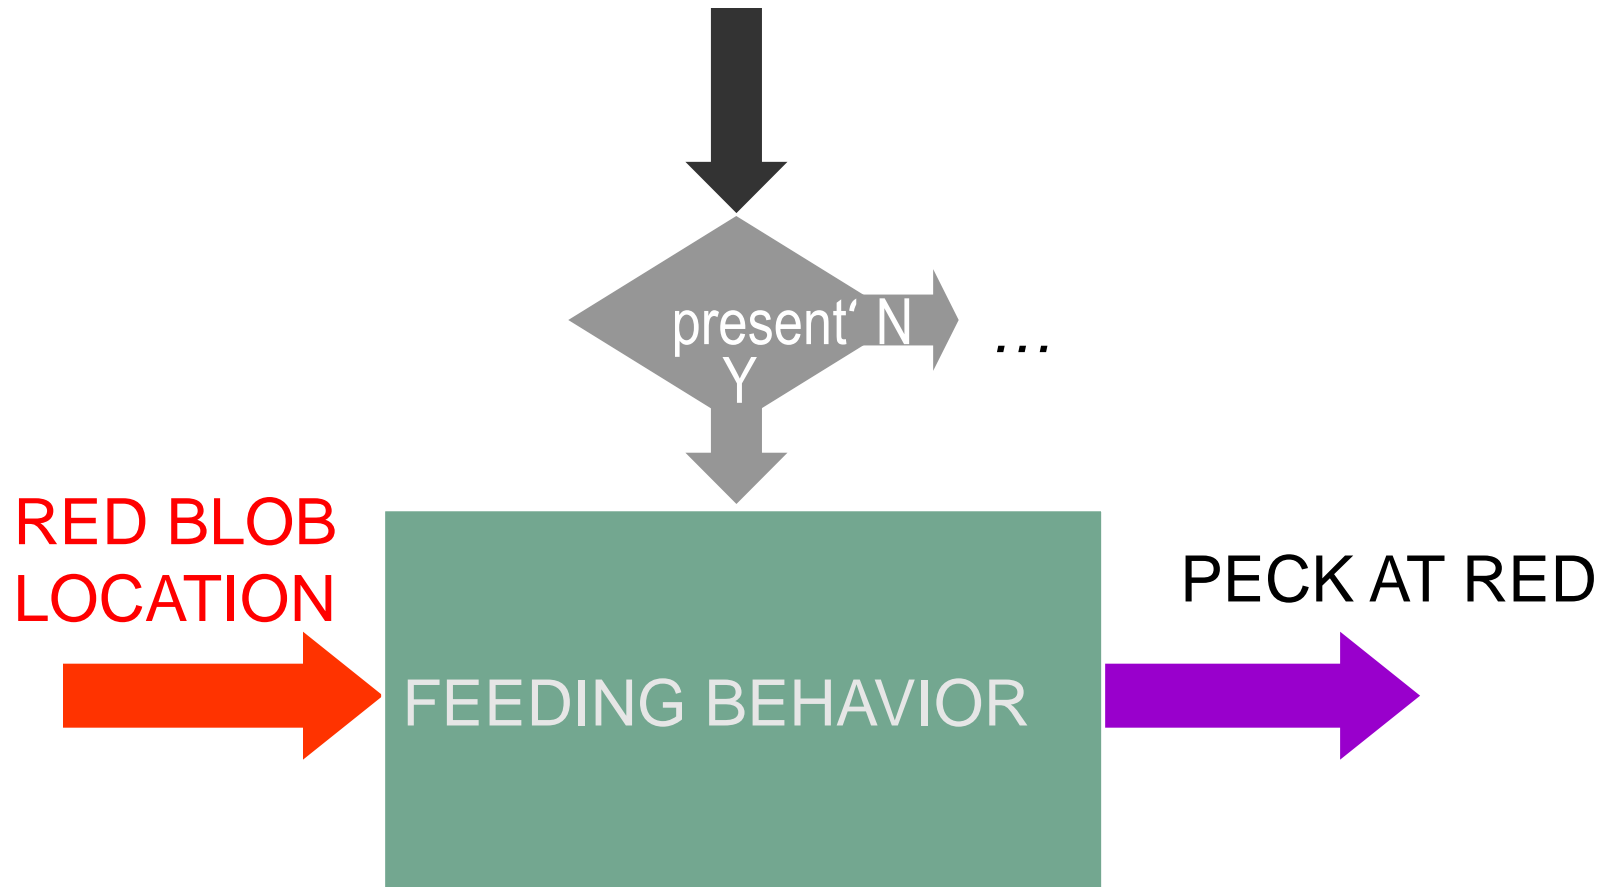 present‘ N
Y
…
RED BLOB
LOCATION
PECK AT RED
FEEDING BEHAVIOR